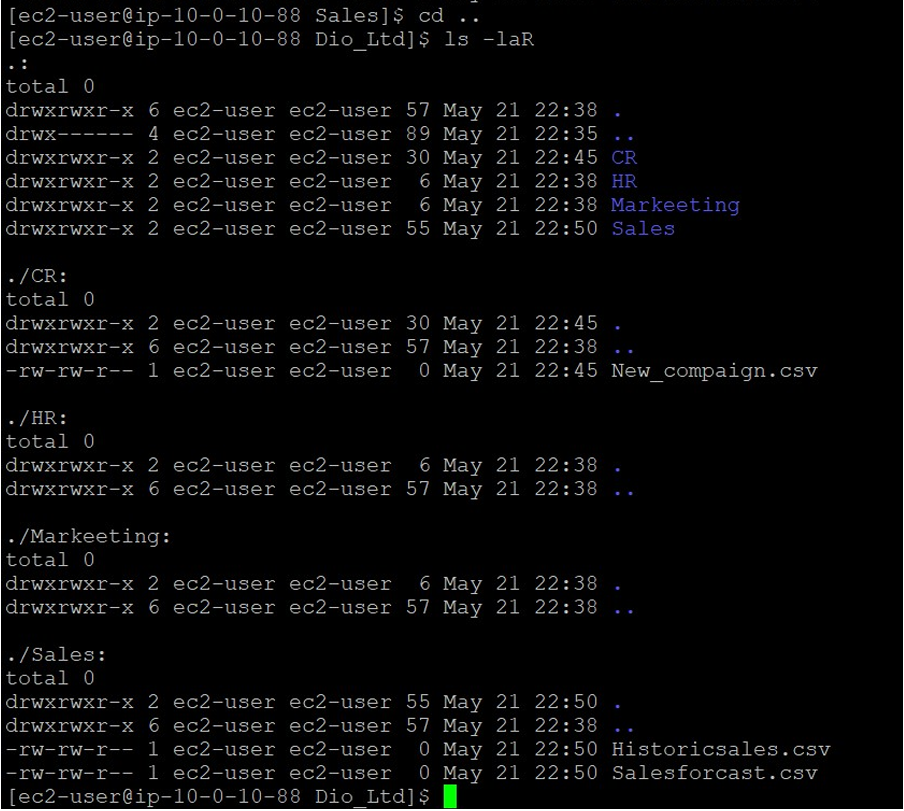 [ec2-user@ip-10-0-10-88 Sales]$ cd ..
[ec2-user@ip-10-0-10-88 Dio_Ltd]$ ls -laR
.:
total 0
drwxrwxr-x 6 ec2-user ec2-user 57 May 21 22:38 .
drwx------ 4 ec2-user ec2-user 89 May 21 22:35 ..
drwxrwxr-x 2 ec2-user ec2-user 30 May 21 22:45 CR
drwxrwxr-x 2 ec2-user ec2-user  6 May 21 22:38 HR
drwxrwxr-x 2 ec2-user ec2-user  6 May 21 22:38 Markeeting
drwxrwxr-x 2 ec2-user ec2-user 55 May 21 22:50 Sales

./CR:
total 0
drwxrwxr-x 2 ec2-user ec2-user 30 May 21 22:45 .
drwxrwxr-x 6 ec2-user ec2-user 57 May 21 22:38 ..
-rw-rw-r-- 1 ec2-user ec2-user  0 May 21 22:45 New_compaign.csv

./HR:
total 0
drwxrwxr-x 2 ec2-user ec2-user  6 May 21 22:38 .
drwxrwxr-x 6 ec2-user ec2-user 57 May 21 22:38 ..

./Markeeting:
total 0
drwxrwxr-x 2 ec2-user ec2-user  6 May 21 22:38 .
drwxrwxr-x 6 ec2-user ec2-user 57 May 21 22:38 ..

./Sales:
total 0
drwxrwxr-x 2 ec2-user ec2-user 55 May 21 22:50 .
drwxrwxr-x 6 ec2-user ec2-user 57 May 21 22:38 ..
-rw-rw-r-- 1 ec2-user ec2-user  0 May 21 22:50 Historicsales.csv
-rw-rw-r-- 1 ec2-user ec2-user  0 May 21 22:50 Salesforcast.csv
[ec2-user@ip-10-0-10-88 Dio_Ltd]$